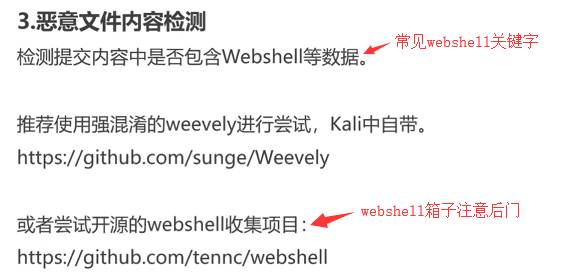 3.恶意文件内容检测
常见webshell关键字
检测提交内容中是否包含Webshell等数据。
推荐使用强混淆的weevely进行尝试，Kali中自带。
https://github.com/sunge/Weevely
webshell箱子注意后门
或者尝试开源的webshell收集项目：
https://github.com/tennc/webshell